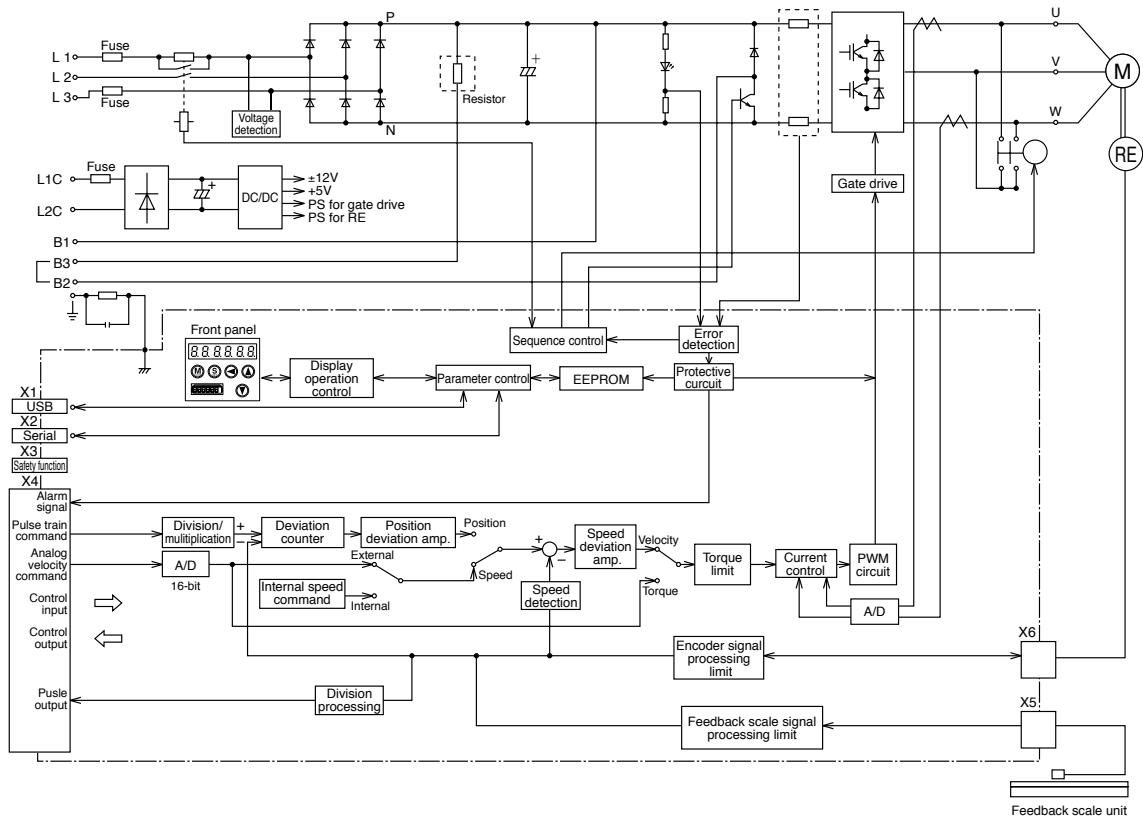 P
U
L 1
Fuse
L 2
V
M
L 3
Fuse
Voltage
detection
Resistor
N
W
RE
L1C
Fuse
±12V
+5V
PS for gate drive
PS for RE
DC/DC
L2C
Gate drive
B1
B3
B2
Front panel
8.8.8.8.8.8.
M
S
Display
operation
control
Sequence control
Error
detection
Parameter control
EEPROM
Protective
curcuit
X1
USB
X2
Serial
X3
Safety function
X4
Alarm
signal
Pulse train
command
Division/
mulitiplication
+
−
Deviation
counter
Position
deviation amp.
Position
Analog
velocity
command
A/D
16-bit
External
Internal speed
command
Internal
Speed
+
−
Speed
deviation
amp.
Velocity
Torque
Speed
detection
Torque
limit
Current
control
PWM
circuit
A/D
Control
input
Control
output
Encoder signal
processing
limit
X6
Pusle
output
Division
processing
Feedback scale signal
processing limit
X5
Feedback scale unit